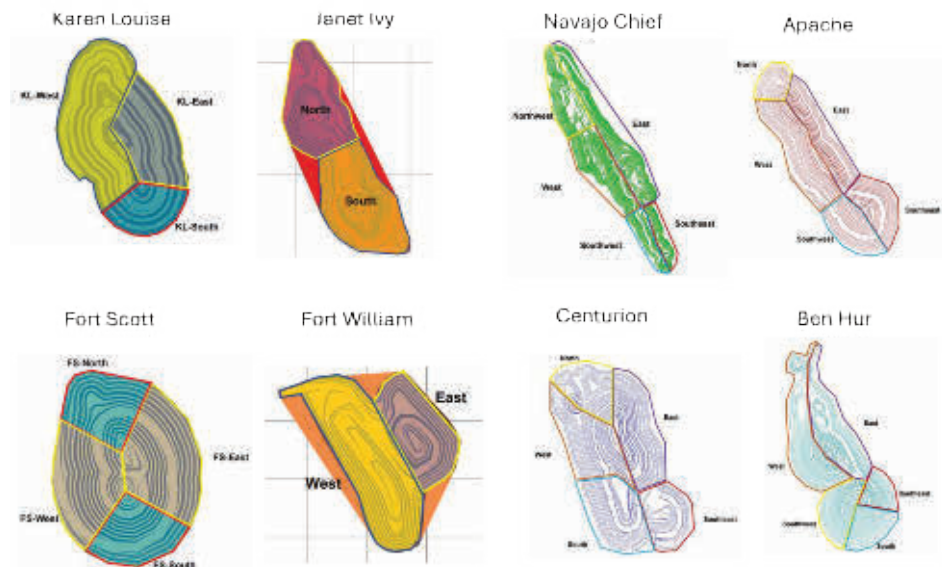 Karen Louise
KL-West
KL-East
KL-South
Janet Ivy
North
South
Navajo Chief
Northwest
East
West
Southeast
Southwest
Apache
North
East
West
Southeast
Southwest
Fort Scott
FS-North
FS-East
FS-West
FS-South
Fort William
East
West
Centurion
North
East
West
Southeast
South
Ben Hur
East
West
Southeast
Southwest
South